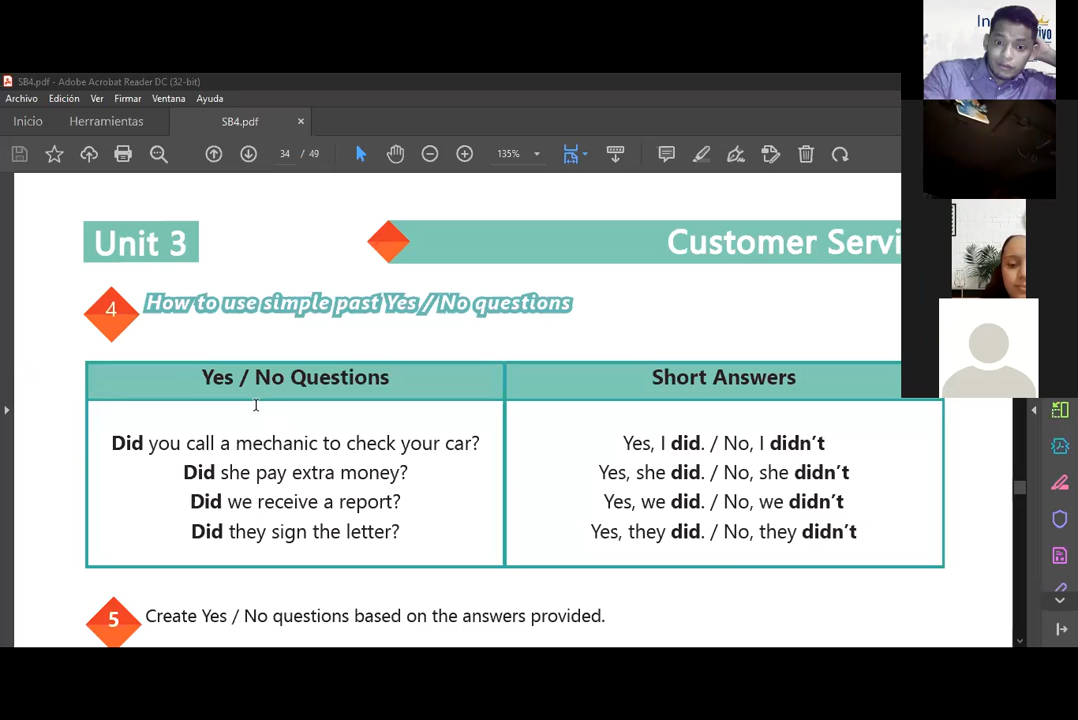 In
vivo
SB4.pdf - Adobe Acrobat Reader DC (32-bit)
Archivo Edición Ver Firmar Ventana Ayuda
Inicio Herramientas SB4.pdf ×
34 / 49 135%
Unit 3
Customer Servi
4 How to use simple past Yes / No questions
Yes / No Questions Short Answers
Did you call a mechanic to check your car? Yes, I did. / No, I didn't
Did she pay extra money? Yes, she did. / No, she didn't
Did we receive a report? Yes, we did. / No, we didn't
Did they sign the letter? Yes, they did. / No, they didn't
5 Create Yes / No questions based on the answers provided.